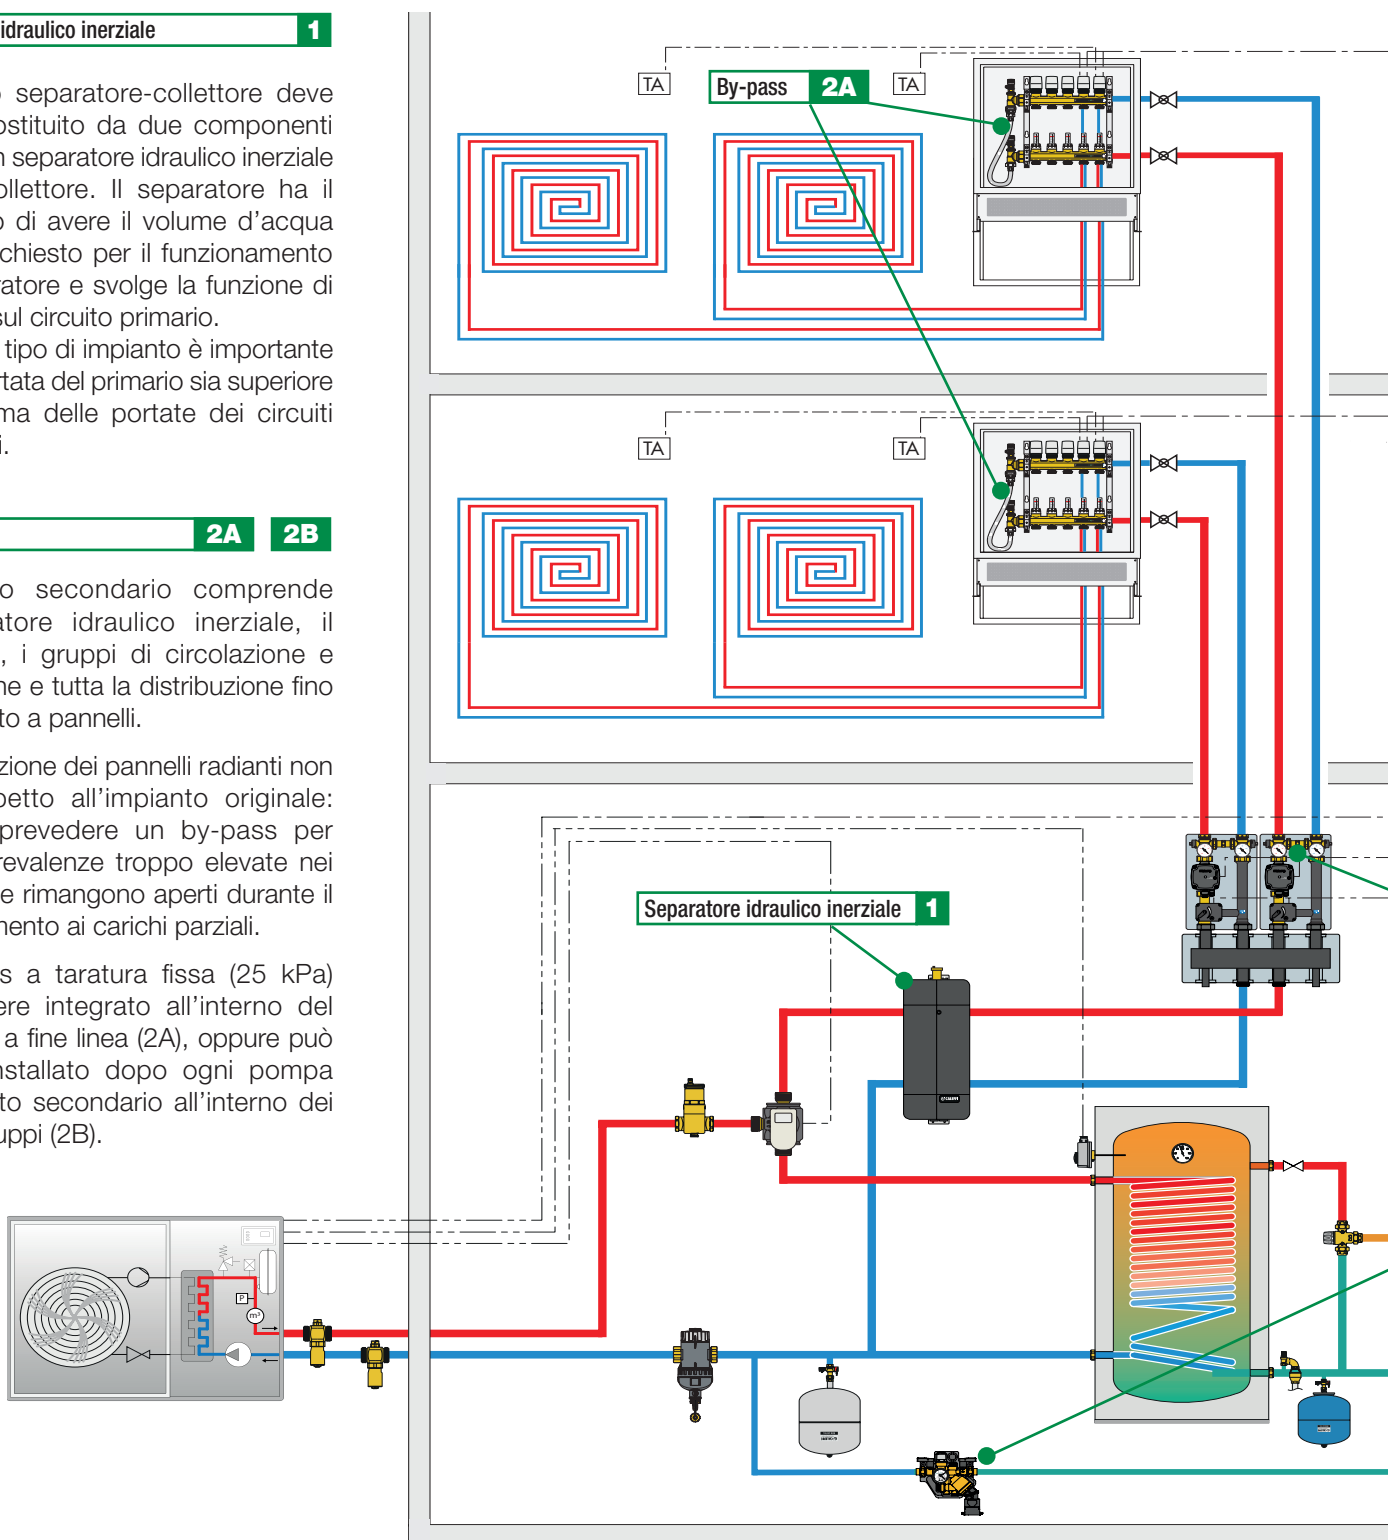 idraulico inerziale 1
separatore-collettore deve
ostituito da due componenti
n separatore idraulico inerziale
ollettore. Il separatore ha il
o di avere il volume d’acqua
chiesto per il funzionamento
ratore e svolge la funzione di
sul circuito primario.
tipo di impianto è importante
rtata del primario sia superiore
ma delle portate dei circuiti
i.
2A 2B
o secondario comprende
atore idraulico inerziale, il
, i gruppi di circolazione e
ne e tutta la distribuzione fino
to a pannelli.
zione dei pannelli radianti non
petto all’impianto originale:
prevedere un by-pass per
revalenze troppo elevate nei
e rimangono aperti durante il
mento ai carichi parziali.
s a taratura fissa (25 kPa)
ere integrato all’interno del
a fine linea (2A), oppure può
nstallato dopo ogni pompa
to secondario all’interno dei
uppi (2B).
TA
By-pass 2A
TA
TA
TA
Separatore idraulico inerziale 1
P
m³